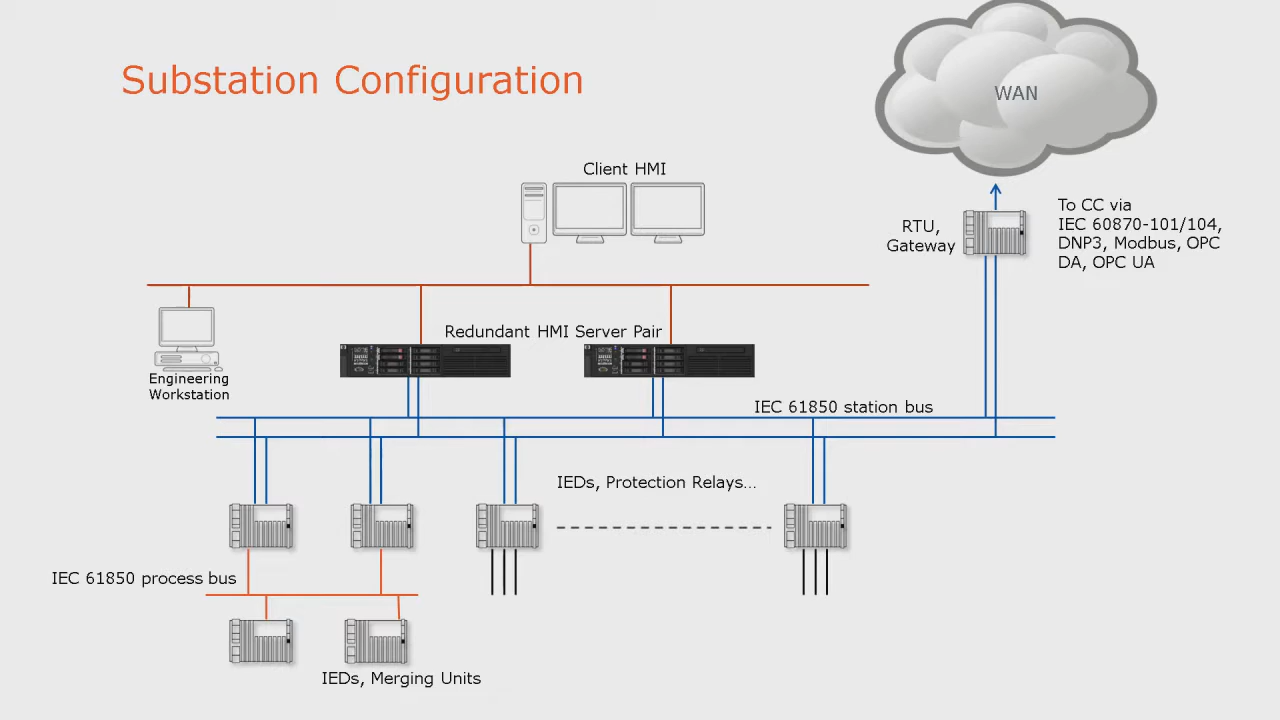 Substation Configuration
WAN
Client HMI
To CC via
IEC 60870-101/104,
DNP3, Modbus, OPC
DA, OPC UA
RTU,
Gateway
Redundant HMI Server Pair
Engineering
Workstation
IEC 61850 station bus
IEDs, Protection Relays...
IEC 61850 process bus
IEDs, Merging Units